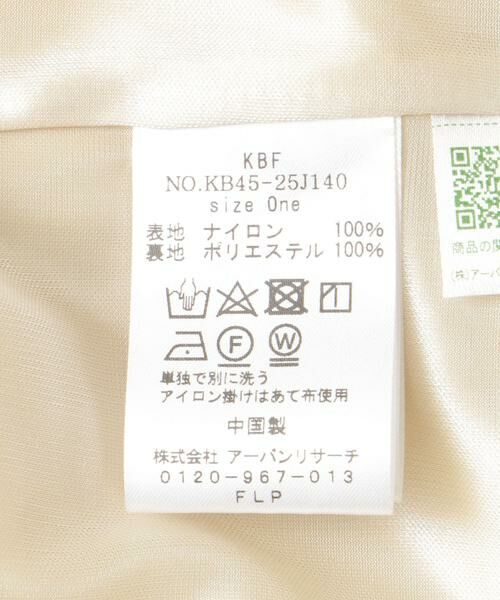 KBF
NO.KB45-25J140
size One
表地 ナイロン 100%
裏地 ポリエステル 100%
F W
単独で別に洗う
アイロン掛けはあて布使用
中国製
株式会社 アーバンリサーチ
0120-967-013
FLP
商品の
(株)アー